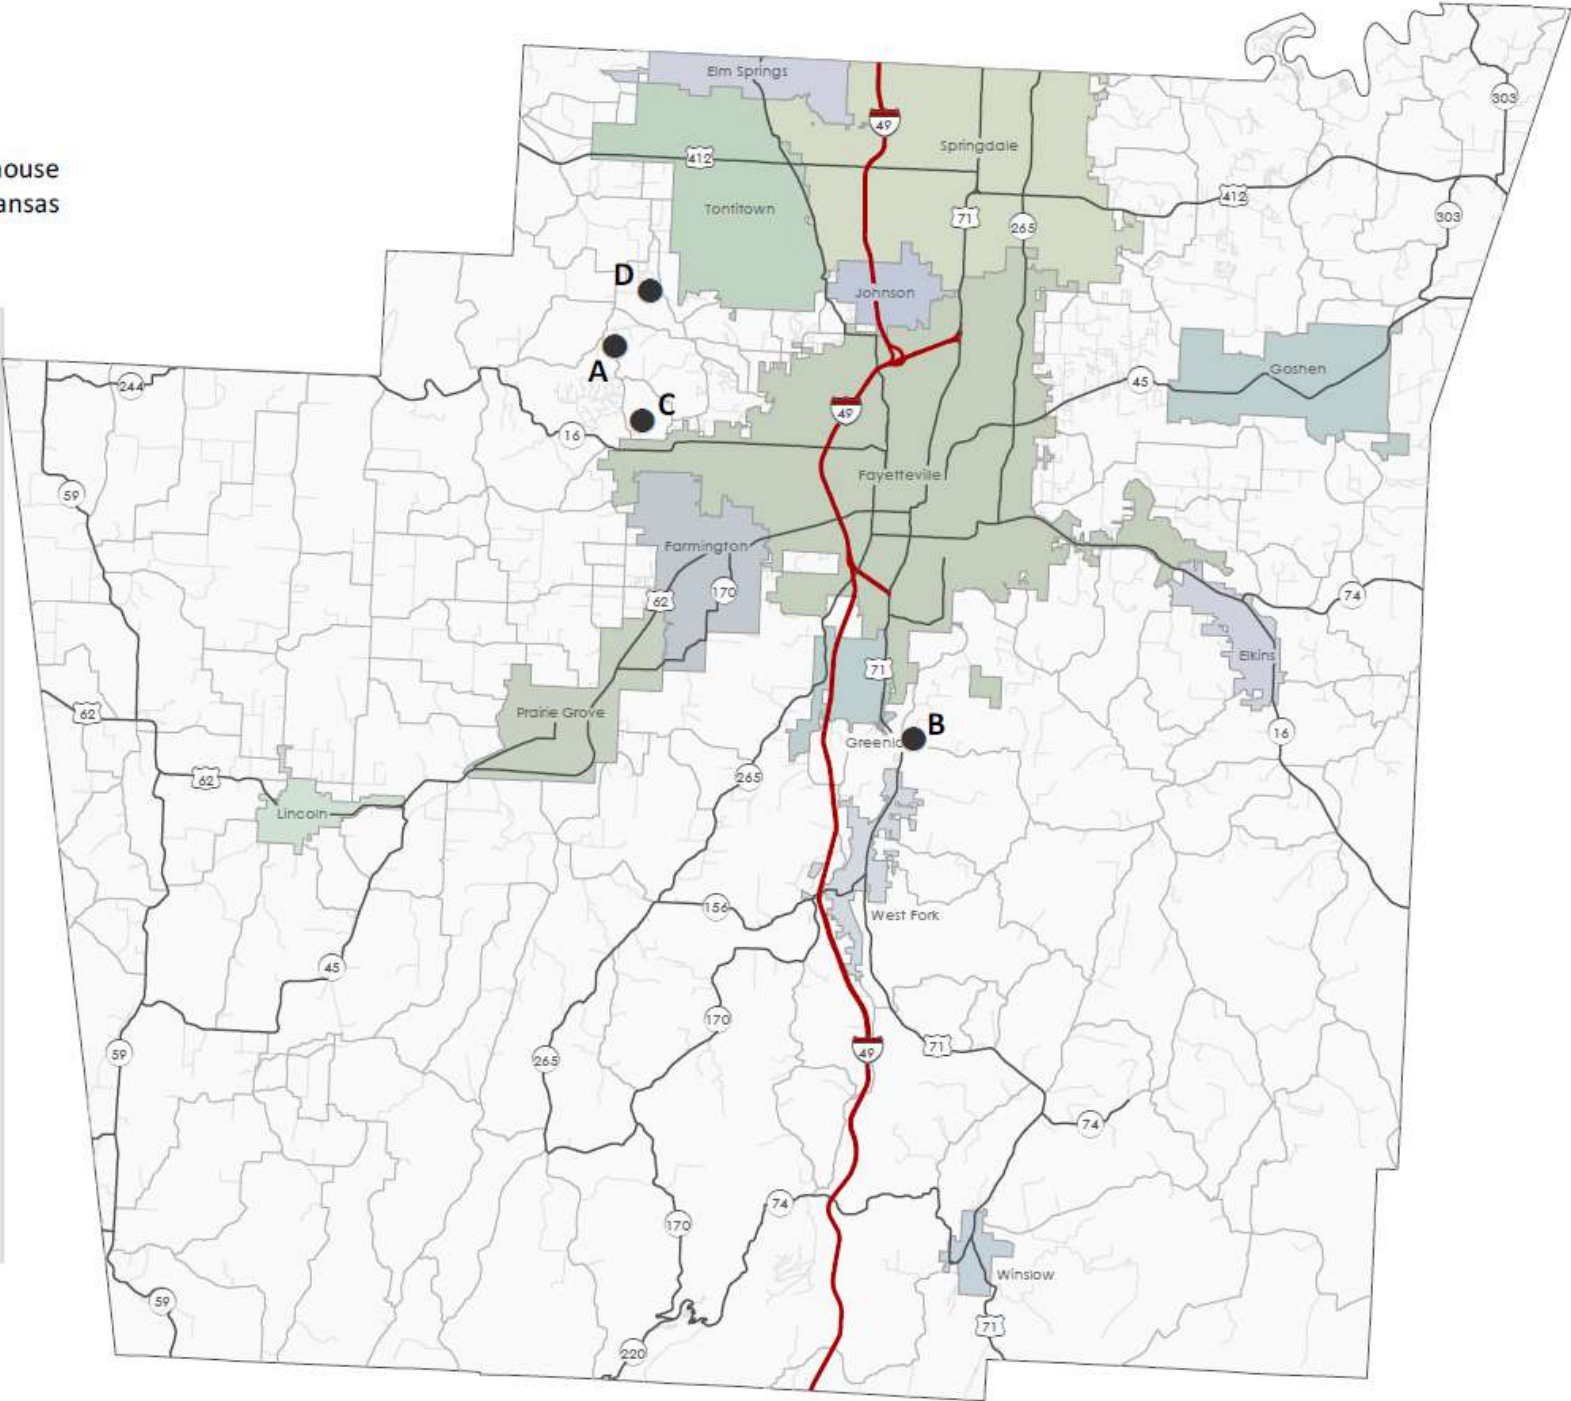 house
ansas
Elm Springs
49
303
Springdale
412
Tontitown
412
71
265
303
D
Johnson
A
Goshen
244
45
C
49
16
Fayetteville
59
Farmington
62
170
74
Elkins
71
Prairie Grove
62
B
16
Greenl
265
62
Lincoln
156
West Fork
45
170
49
71
59
265
74
74
170
Winslow
59
71
220